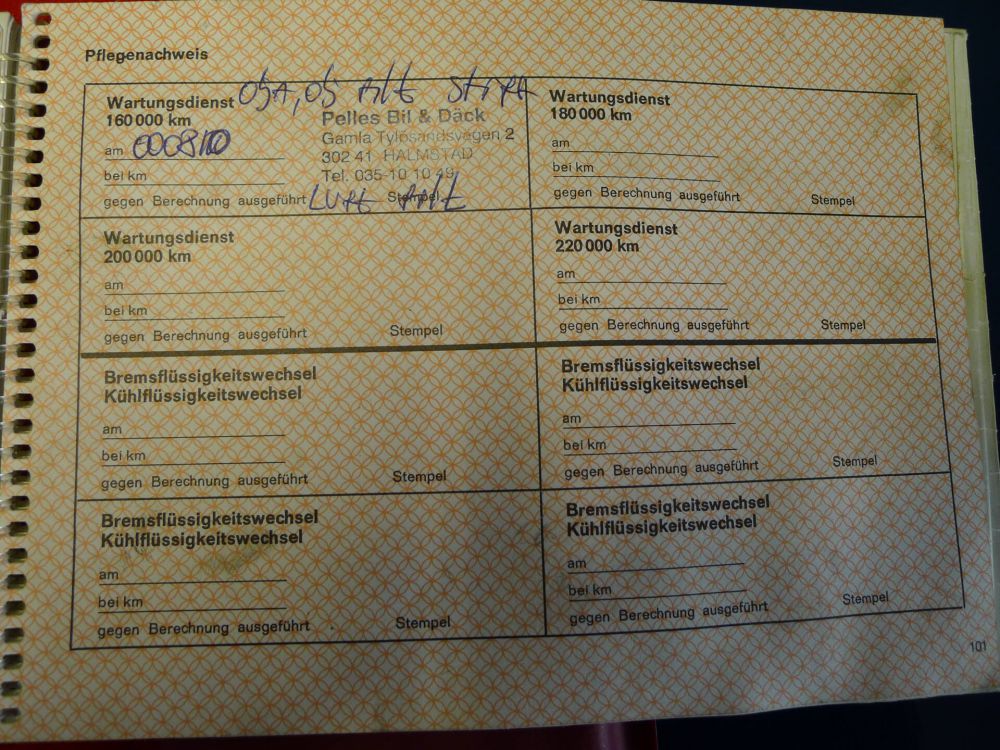 Pflegenachweis
Wartungsdienst
160 000 km
am 000810
bei km
gegen Berechnung ausgeführt Stempel
Pelles Bil & Däck
Gamla Tylösandsvägen 2
302 41 HALMSTAD
Tel. 035-10 10 49
Wartungsdienst
180 000 km
am
bei km
gegen Berechnung ausgeführt Stempel
Wartungsdienst
200 000 km
am
bei km
gegen Berechnung ausgeführt Stempel
Wartungsdienst
220 000 km
am
bei km
gegen Berechnung ausgeführt Stempel
Bremsflüssigkeitswechsel
Kühlflüssigkeitswechsel
am
bei km
gegen Berechnung ausgeführt Stempel
Bremsflüssigkeitswechsel
Kühlflüssigkeitswechsel
am
bei km
gegen Berechnung ausgeführt Stempel
Bremsflüssigkeitswechsel
Kühlflüssigkeitswechsel
am
bei km
gegen Berechnung ausgeführt Stempel
Bremsflüssigkeitswechsel
Kühlflüssigkeitswechsel
am
bei km
gegen Berechnung ausgeführt Stempel
101